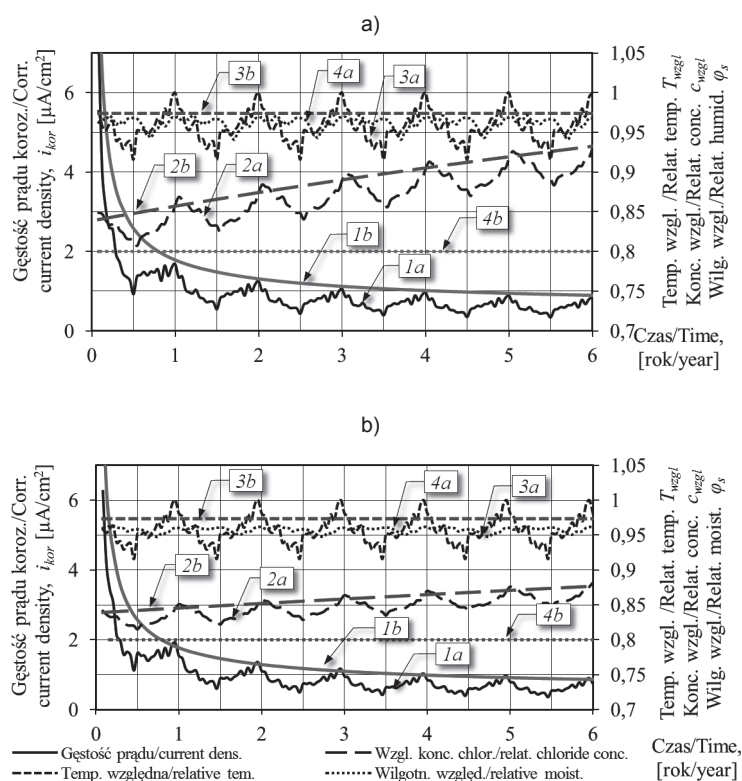 a)
Gęstość prądu koroz./Corr.
current density, i_kor [μA/cm²]
6
4
2
0
0
1
2
3
4
5
6
1,05
1
0,95
0,9
0,85
0,8
0,75
0,7
3b
4a
3a
2b
2a
4b
1b
1a
Temp. wzgl. /Relat. temp. T_wzgl
Konc. wzgl./Relat. conc. c_wzgl
Wilg. wzgl./Relat. humid. φ_s
Czas/Time,
[rok/year]
b)
Gęstość prądu koroz./Corr.
current density, i_kor [μA/cm²]
6
4
2
0
0
1
2
3
4
5
6
1,05
1
0,95
0,9
0,85
0,8
0,75
0,7
3b
4a
3a
2b
2a
4b
1b
1a
Temp. wzgl. /Relat. temp. T_wzgl
Konc. wzgl./Relat. conc. c_wzgl
Wilg. wzgl./Relat. moist. φ_s
Czas/Time,
[rok/year]
Gęstość prądu/current dens.
Wzgl. konc. chlor./relat. chloride conc.
Temp. względna/relative tem.
Wilgotn. względ./relative moist.